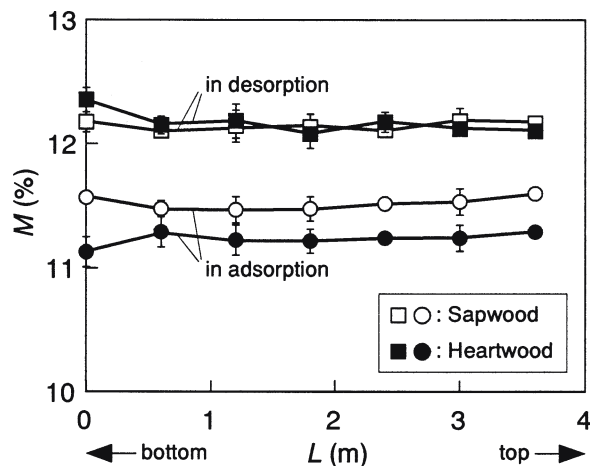 13
in desorption
12
M (%)
11
in adsorption
: Sapwood
: Heartwood
10
0 1 2 3 4
bottom L (m) top